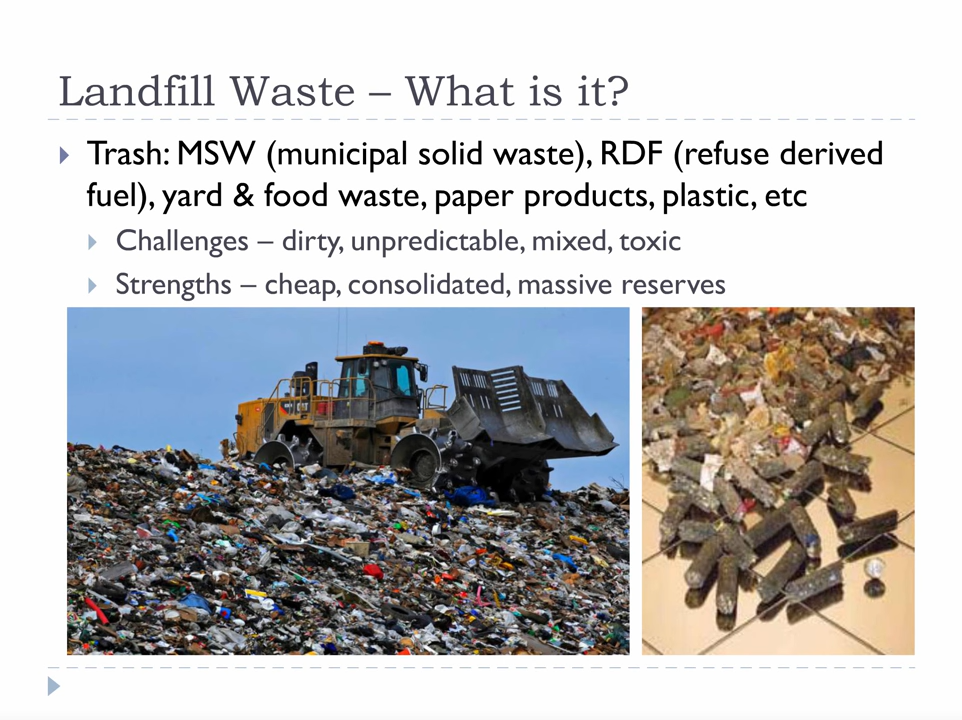 Landfill Waste – What is it?
Trash: MSW (municipal solid waste), RDF (refuse derived
fuel), yard & food waste, paper products, plastic, etc
Challenges – dirty, unpredictable, mixed, toxic
Strengths – cheap, consolidated, massive reserves